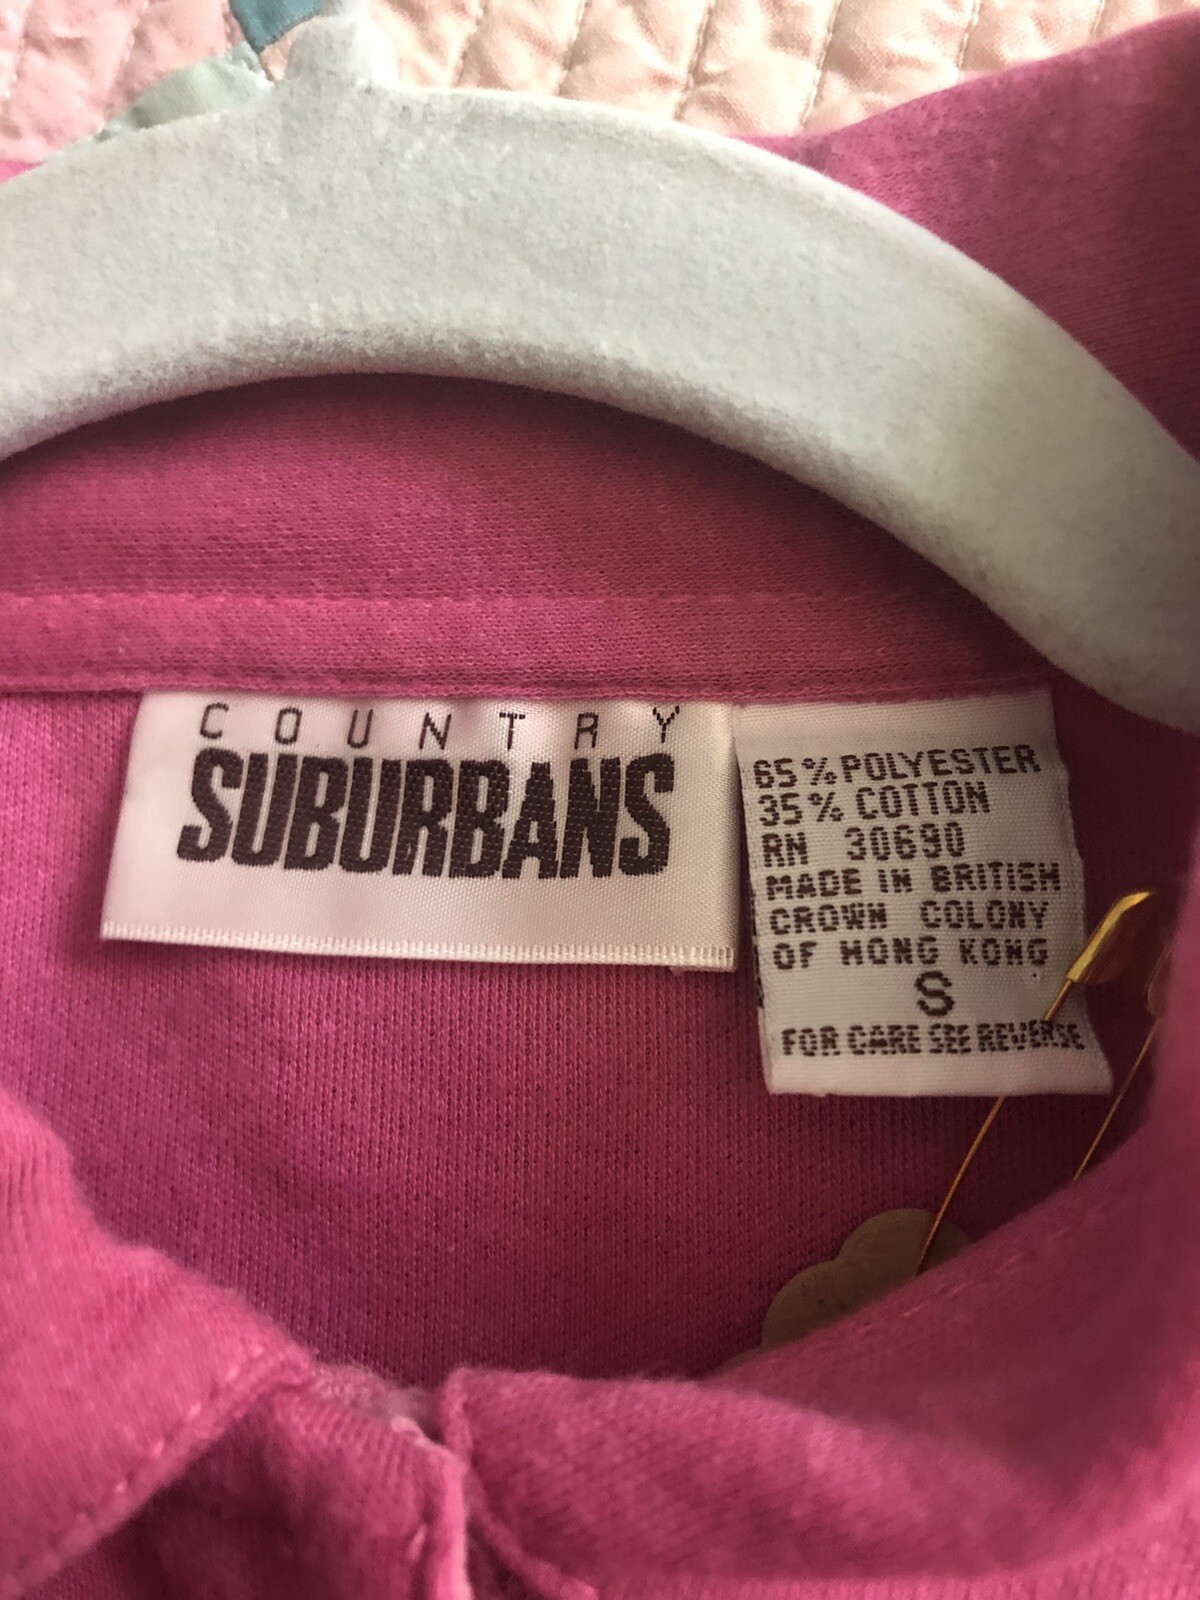 COUNTRY
SUBURBANS
65% POLYESTER
35% COTTON
RN 30690
MADE IN BRITISH
CROWN COLONY
OF HONG KONG
S
FOR CARE SEE REVERSE